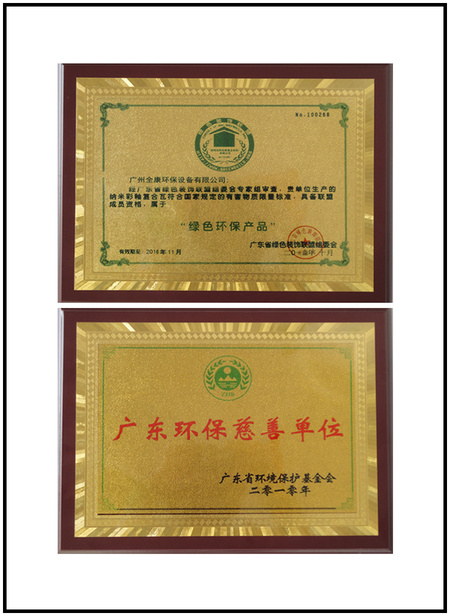 No.I00266
广州全康环保设备有限公司:
经广东省绿色装饰联盟组委会专家组审查,贵单位生产的
纳米彩釉复合瓦符合国家规定的有害物质限量标准,具备联盟
成员资格,属于
“绿色环保产品”
广东省绿色装饰联盟组委会
有效期至: 2016年11月
广东环保慈善单位
广东省环境保护基金会
二零一零年